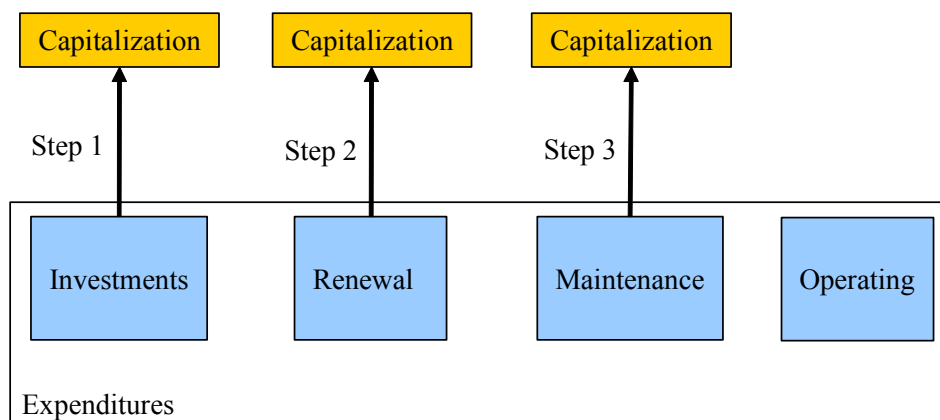 Capitalization
Capitalization
Capitalization
Step 1
Step 2
Step 3
Investments
Renewal
Maintenance
Operating
Expenditures